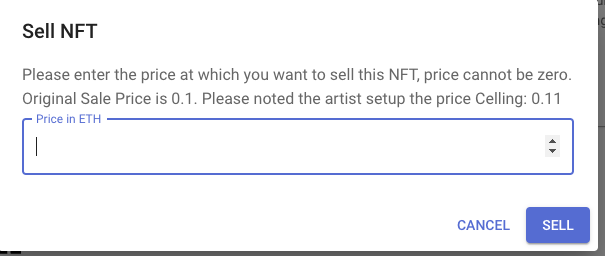 Sell NFT
Please enter the price at which you want to sell this NFT, price cannot be zero.
Original Sale Price is 0.1. Please noted the artist setup the price Celling: 0.11
Price in ETH
CANCEL
SELL